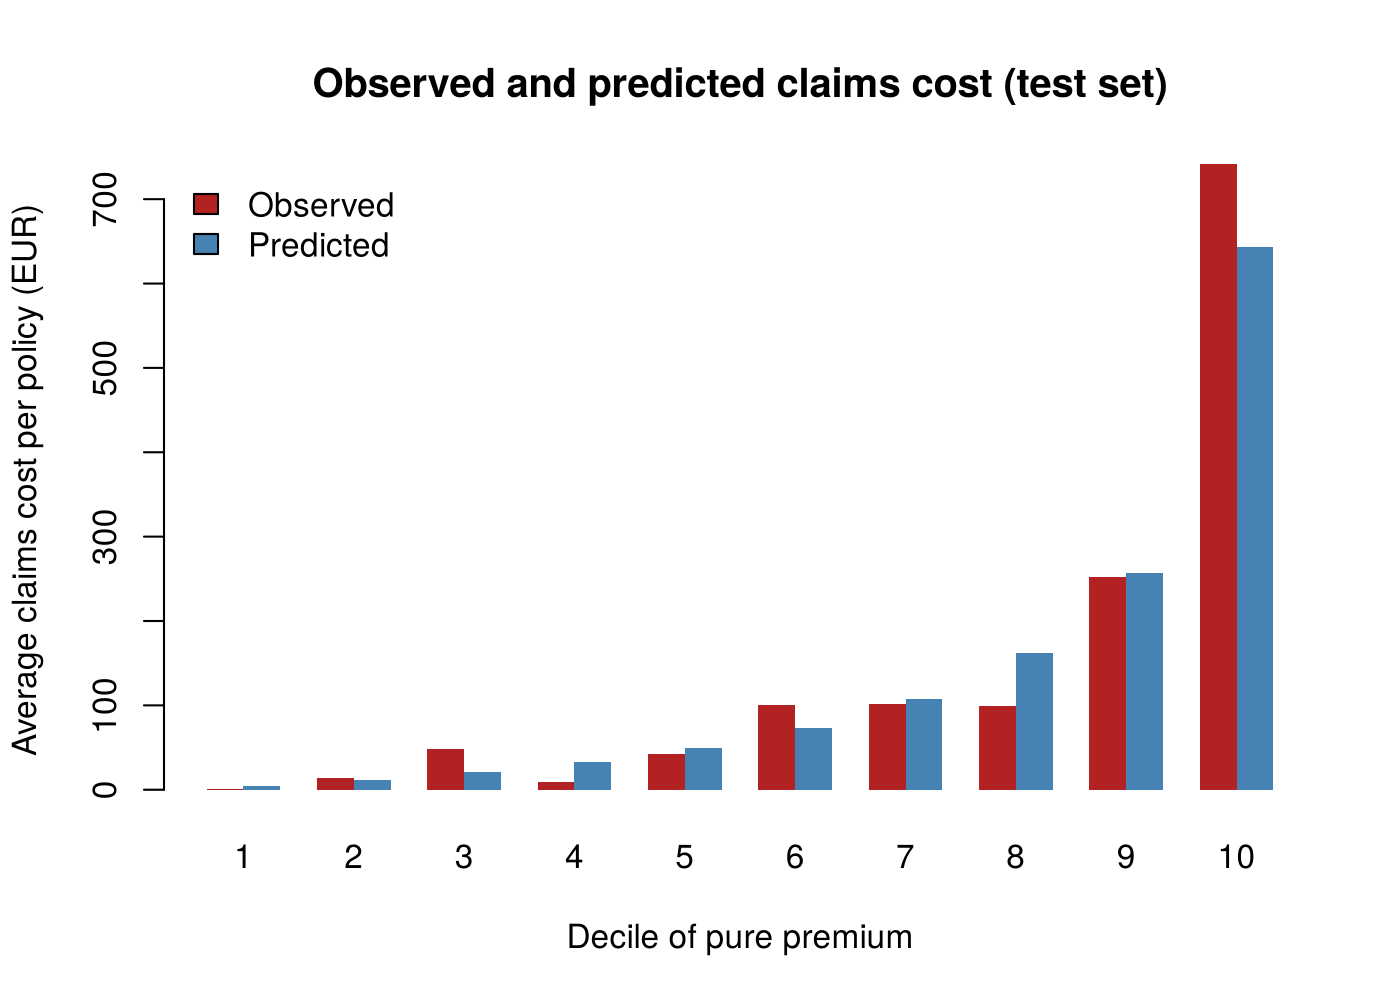 Observed and predicted claims cost (test set)
Observed
Predicted
Average claims cost per policy (EUR)
700
500
300
100
0
1 2 3 4 5 6 7 8 9 10
Decile of pure premium